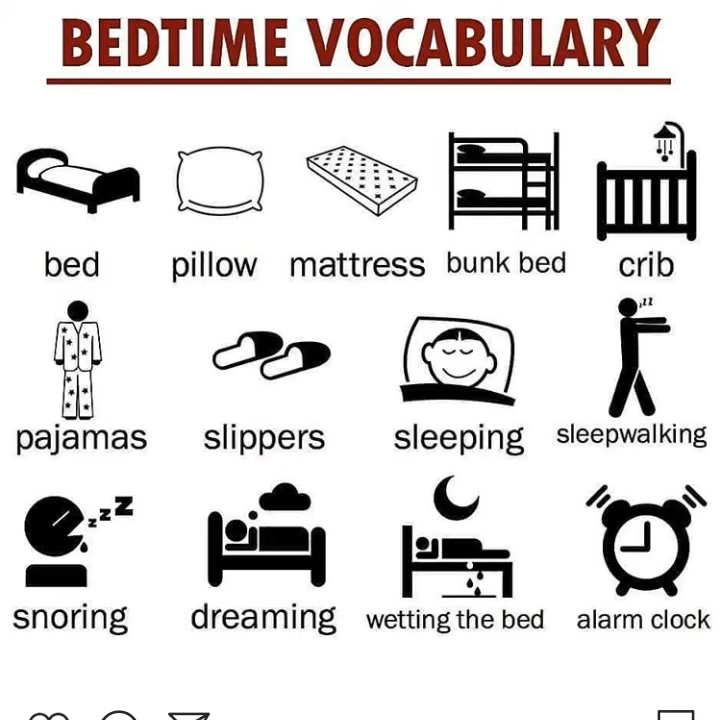 BEDTIME VOCABULARY
bed pillow mattress bunk bed crib
zzz
pajamas slippers sleeping sleepwalking
z z Z
snoring dreaming wetting the bed alarm clock